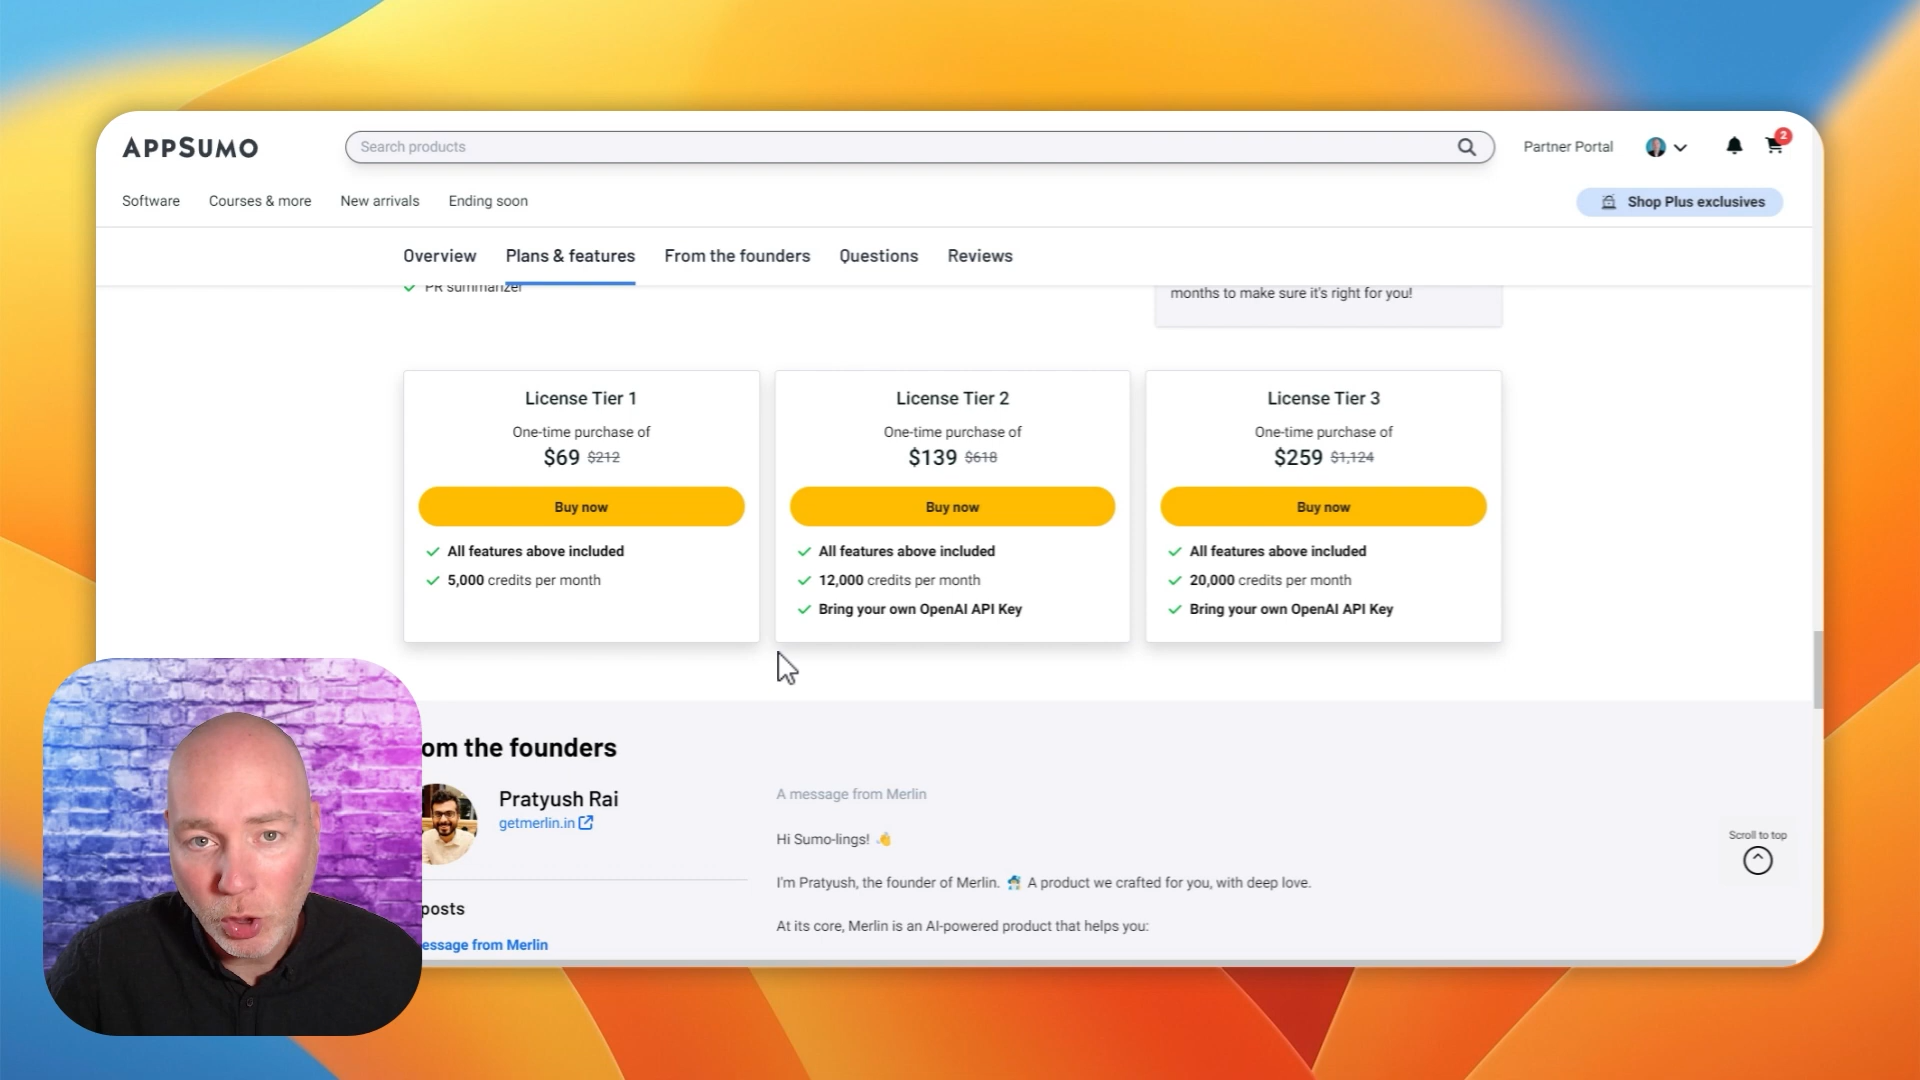 APPSUMO
Search products
Partner Portal
2
Software
Courses & more
New arrivals
Ending soon
Shop Plus exclusives
Overview
Plans & features
From the founders
Questions
Reviews
PR summarizer
months to make sure it's right for you!
License Tier 1
One-time purchase of
$69 $212
Buy now
All features above included
5,000 credits per month
License Tier 2
One-time purchase of
$139 $618
Buy now
All features above included
12,000 credits per month
Bring your own OpenAI API Key
License Tier 3
One-time purchase of
$259 $1,124
Buy now
All features above included
20,000 credits per month
Bring your own OpenAI API Key
om the founders
Pratyush Rai
getmerlin.in
posts
essage from Merlin
A message from Merlin
Hi Sumo-lings! 👋
I'm Pratyush, the founder of Merlin. 🧙‍♂️ A product we crafted for you, with deep love.
At its core, Merlin is an AI-powered product that helps you:
Scroll to top